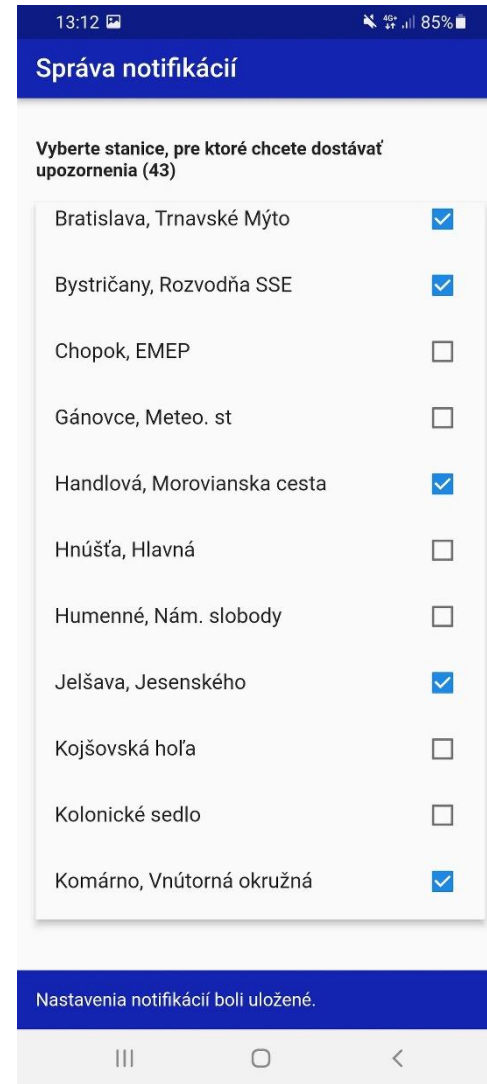 13:12 4G+ 85%
Správa notifikácií
Vyberte stanice, pre ktoré chcete dostávať
upozornenia (43)
Bratislava, Trnavské Mýto
Bystričany, Rozvodňa SSE
Chopok, EMEP
Gánovce, Meteo. st
Handlová, Morovianska cesta
Hnúšťa, Hlavná
Humenné, Nám. slobody
Jelšava, Jesenského
Kojšovská hoľa
Kolonické sedlo
Komárno, Vnútorná okružná
Nastavenia notifikácií boli uložené.